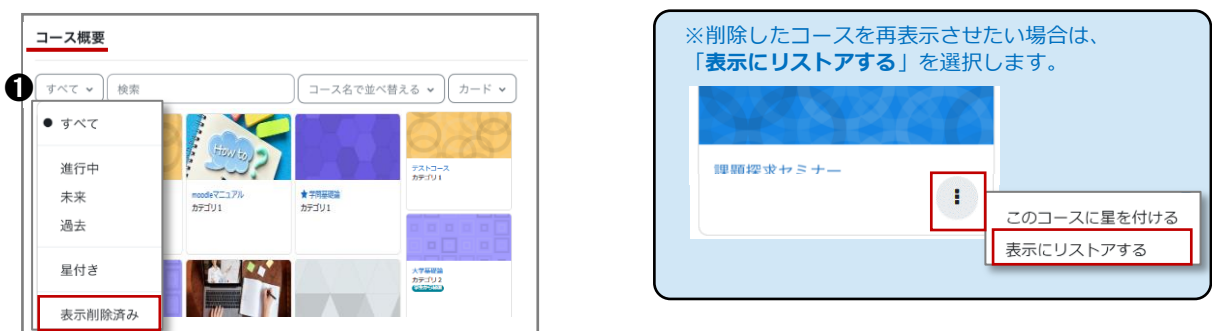 コース概要
❶
すべて
検索
コース名で並べ替える
カード
● すべて
進行中
未来
過去
星付き
表示削除済み
How to
?
moodleマニュアル
カテゴリ1
★学問基礎論
カテゴリ1
テストコース
カテゴリ1
大学基礎論
カテゴリ2
※削除したコースを再表示させたい場合は、
「表示にリストアする」を選択します。
課題探求セミナー
このコースに星を付ける
表示にリストアする